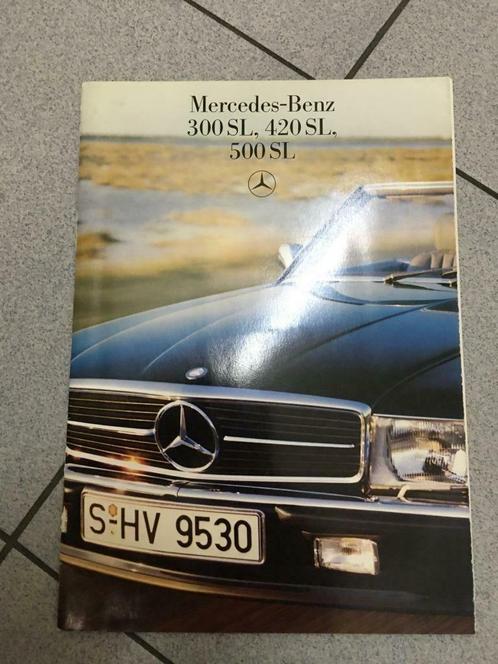 Mercedes-Benz
300 SL, 420 SL,
500 SL
S-HV 9530